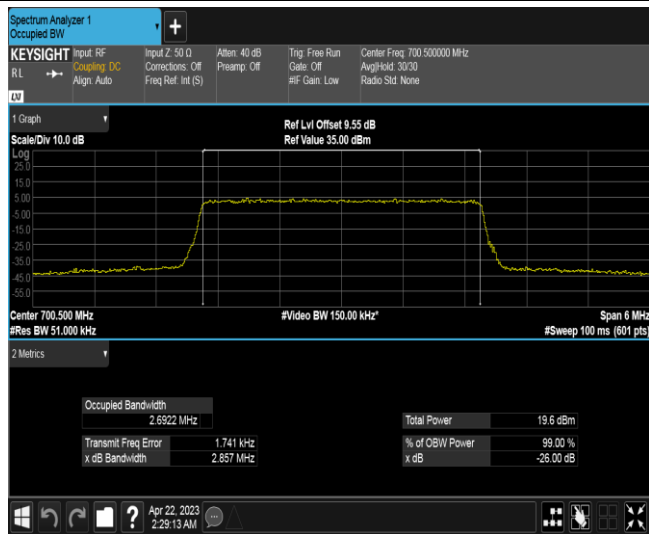 Spectrum Analyzer 1
Occupied BW
+
KEYSIGHT
RL
LXI
Input: RF
Coupling: DC
Align: Auto
Input Z: 50 Ω
Corrections: Off
Freq Ref: Int (S)
Atten: 40 dB
Preamp: Off
Trig: Free Run
Gate: Off
#IF Gain: Low
Center Freq: 700.500000 MHz
Avg|Hold: 30/30
Radio Std: None
1 Graph
Scale/Div 10.0 dB
Ref Lvl Offset 9.55 dB
Ref Value 35.00 dBm
Log
25.0
15.0
5.00
-5.00
-15.0
-25.0
-35.0
-45.0
-55.0
Center 700.500 MHz
#Video BW 150.00 kHz*
Span 6 MHz
#Res BW 51.000 kHz
#Sweep 100 ms (601 pts)
2 Metrics
Occupied Bandwidth
2.6922 MHz
Total Power 19.6 dBm
Transmit Freq Error 1.741 kHz
% of OBW Power 99.00 %
x dB Bandwidth 2.857 MHz
x dB -26.00 dB
?
Apr 22, 2023
2:29:13 AM